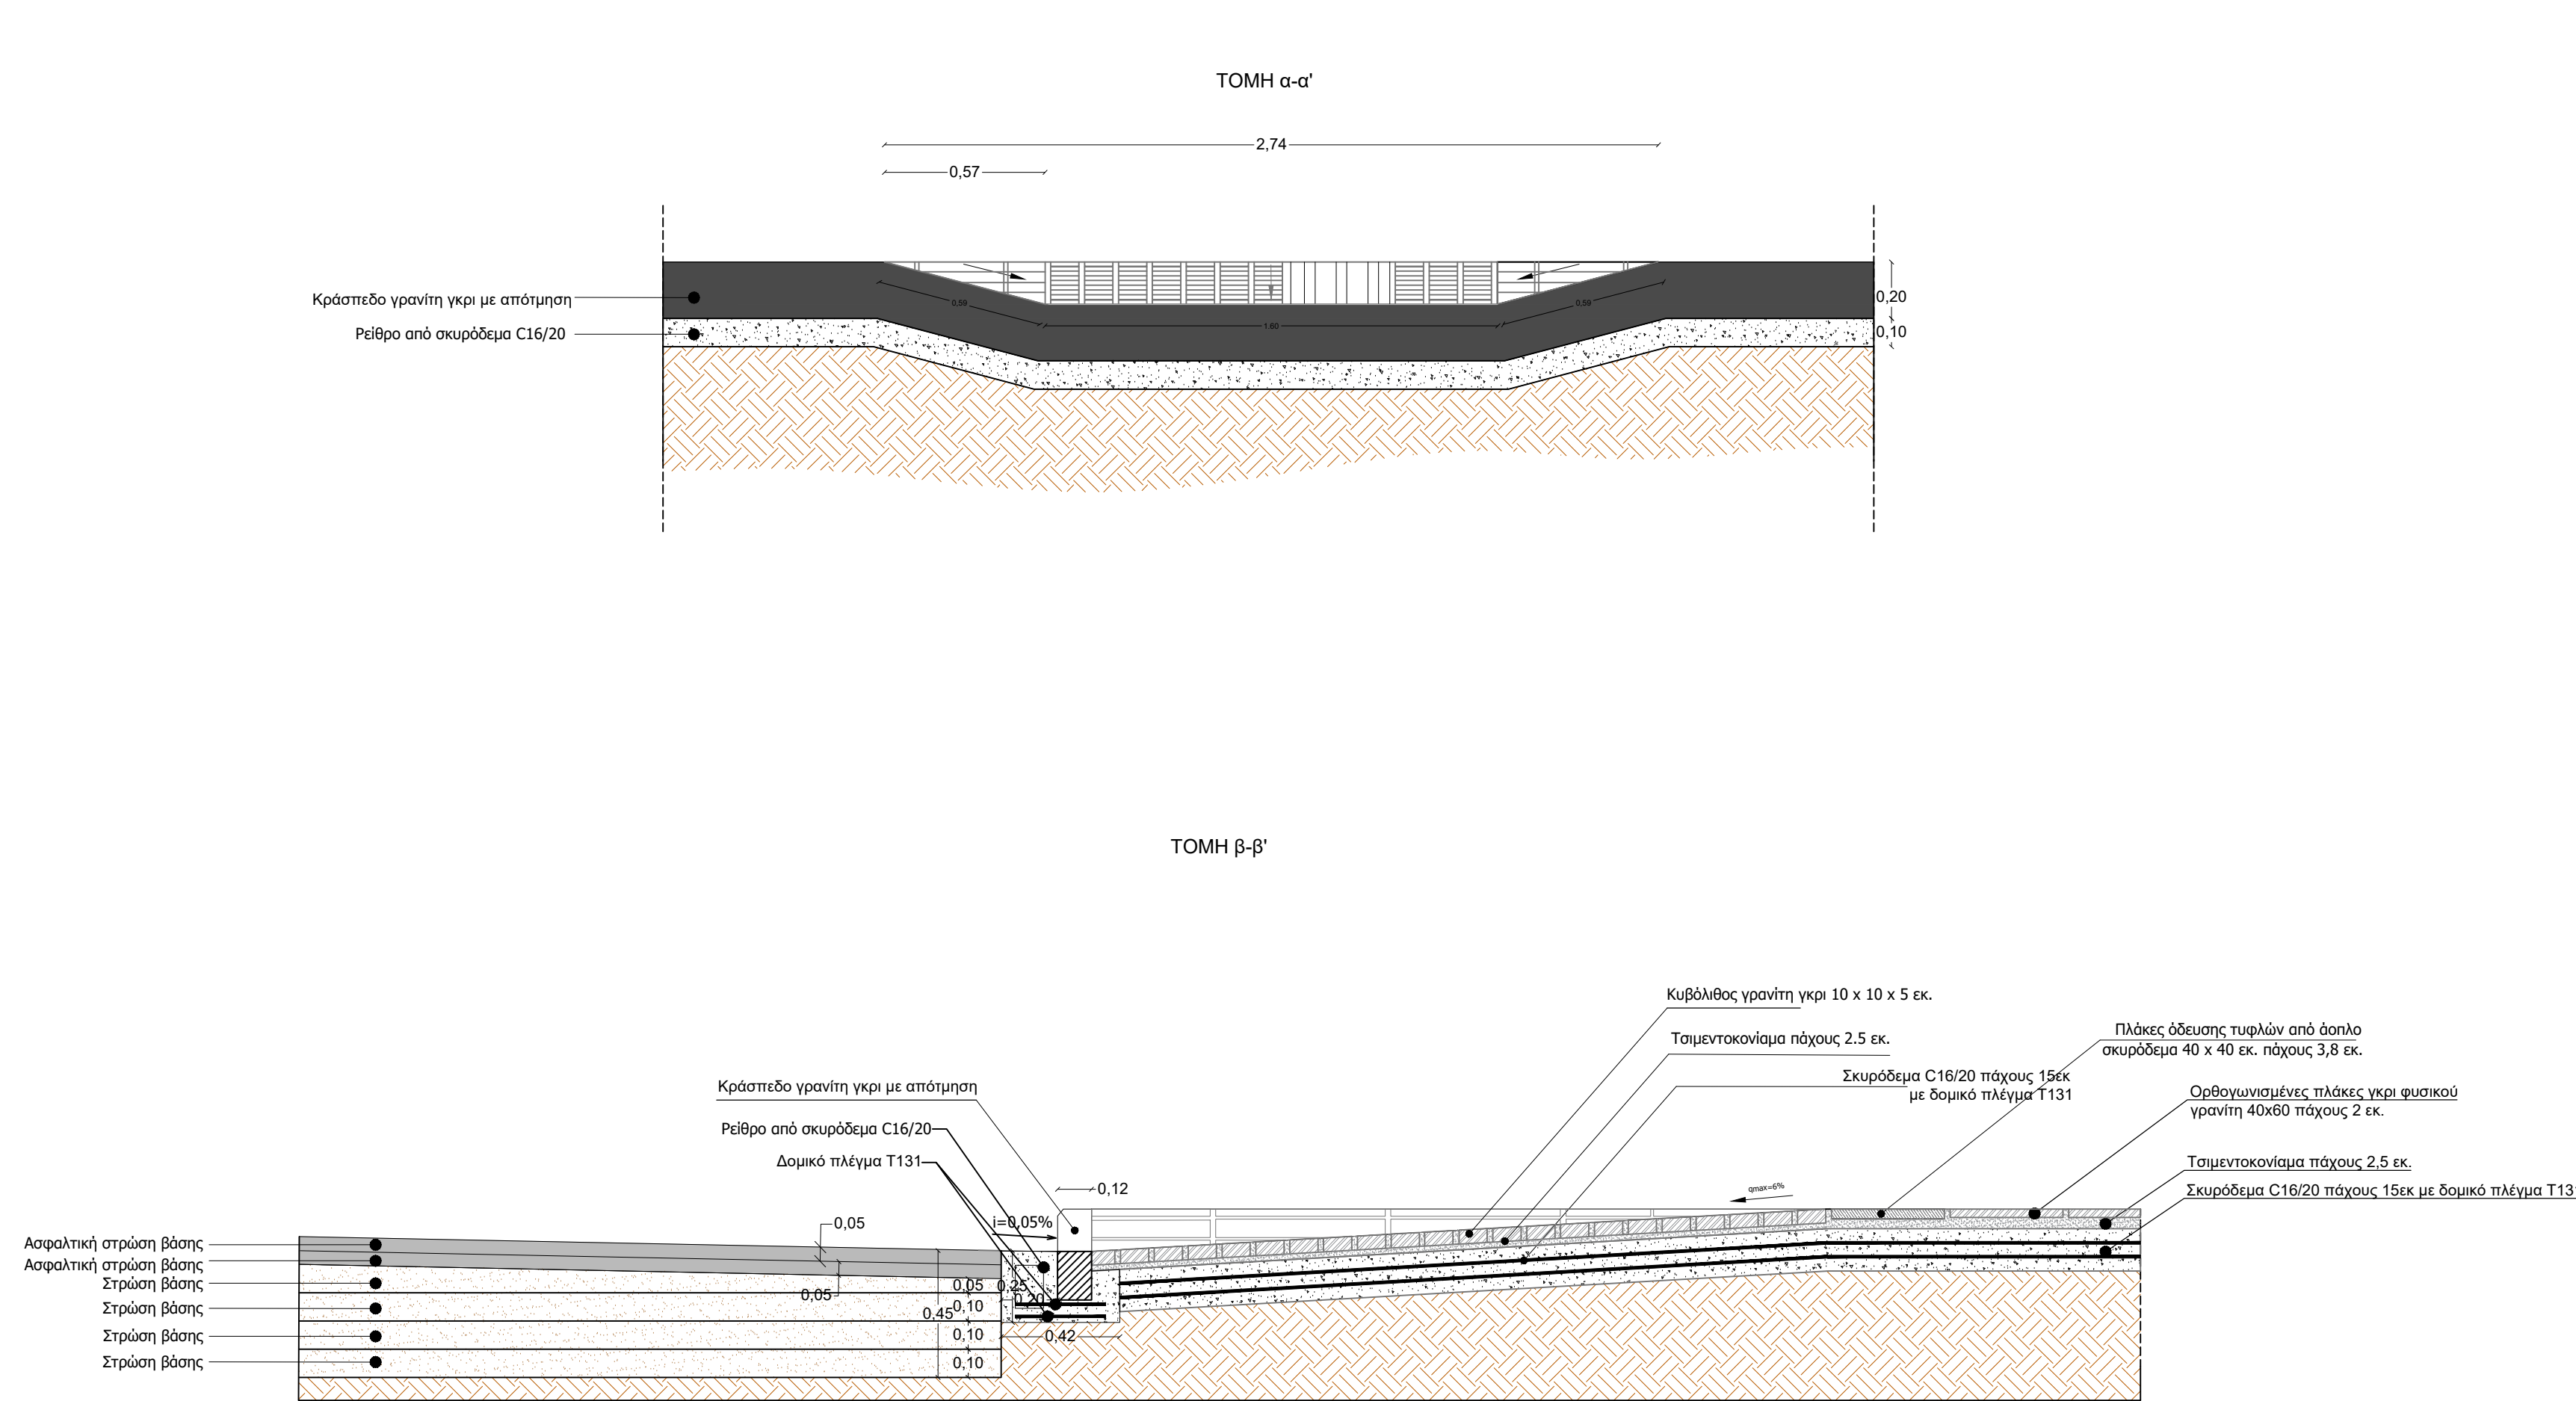 ΤΟΜΗ α-α'
2,74
0,57
Κράσπεδο γρανίτη γκρι με απότμηση
Ρείθρο από σκυρόδεμα C16/20
0.59
1.60
0.59
0,20
0,10
ΤΟΜΗ β-β'
Κυβόλιθος γρανίτη γκρι 10 x 10 x 5 εκ.
Τσιμεντοκονίαμα πάχους 2.5 εκ.
Σκυρόδεμα C16/20 πάχους 15εκ
με δομικό πλέγμα T131
Πλάκες όδευσης τυφλών από άοπλο
σκυρόδεμα 40 x 40 εκ. πάχους 3,8 εκ.
Ορθογωνισμένες πλάκες γκρι φυσικού
γρανίτη 40x60 πάχους 2 εκ.
Τσιμεντοκονίαμα πάχους 2,5 εκ.
Σκυρόδεμα C16/20 πάχους 15εκ με δομικό πλέγμα T131
Κράσπεδο γρανίτη γκρι με απότμηση
Ρείθρο από σκυρόδεμα C16/20
Δομικό πλέγμα T131
0,12
qmax=6%
i=0,05%
0,05
0,05
Ασφαλτική στρώση βάσης
Ασφαλτική στρώση βάσης
Στρώση βάσης
Στρώση βάσης
Στρώση βάσης
Στρώση βάσης
0,05
0,25
0,20
0,10
0,45
0,10
0,42
0,10